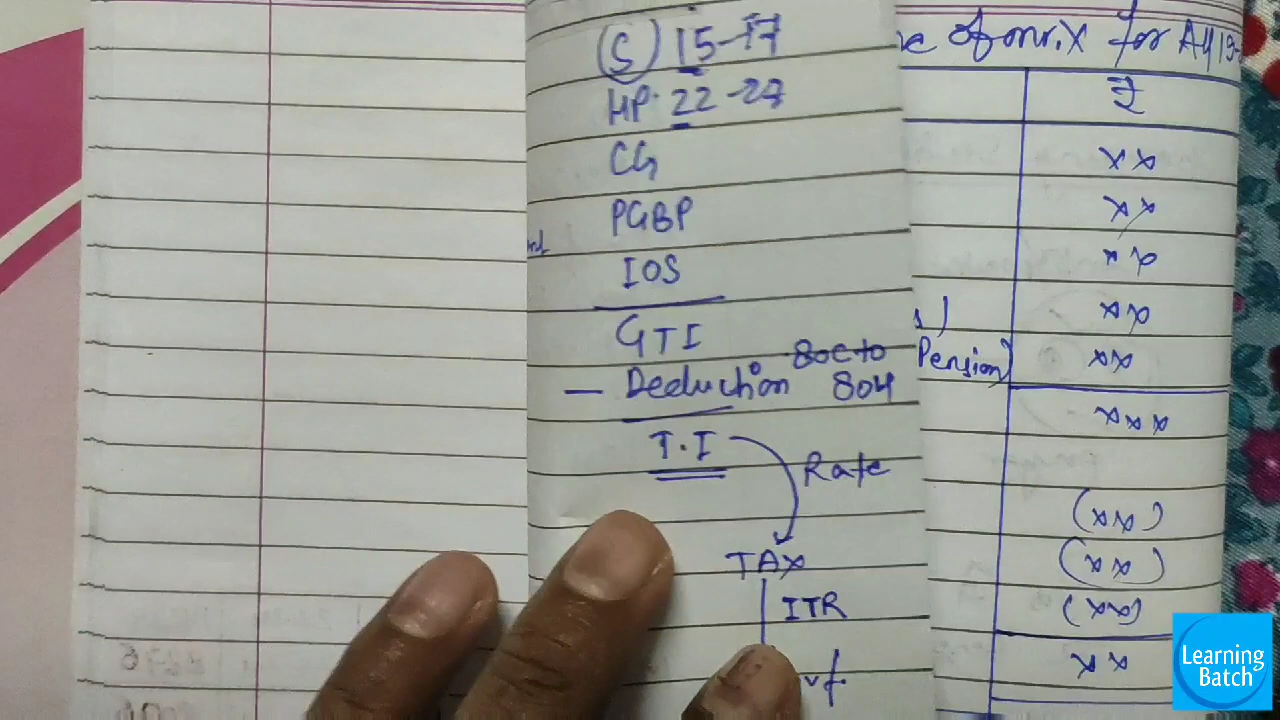 (S) 15-17
HP. 22-27
CG
PGBP
IOS
GTI
80C to
— Deduction 80U
T.I
Rate
TAX
ITR
of mr. X for AY 19-
₹
xx
xx
xx
xx
Pension)
xx
xxx
(xx)
(xx)
(xx)
xx
Learning
Batch